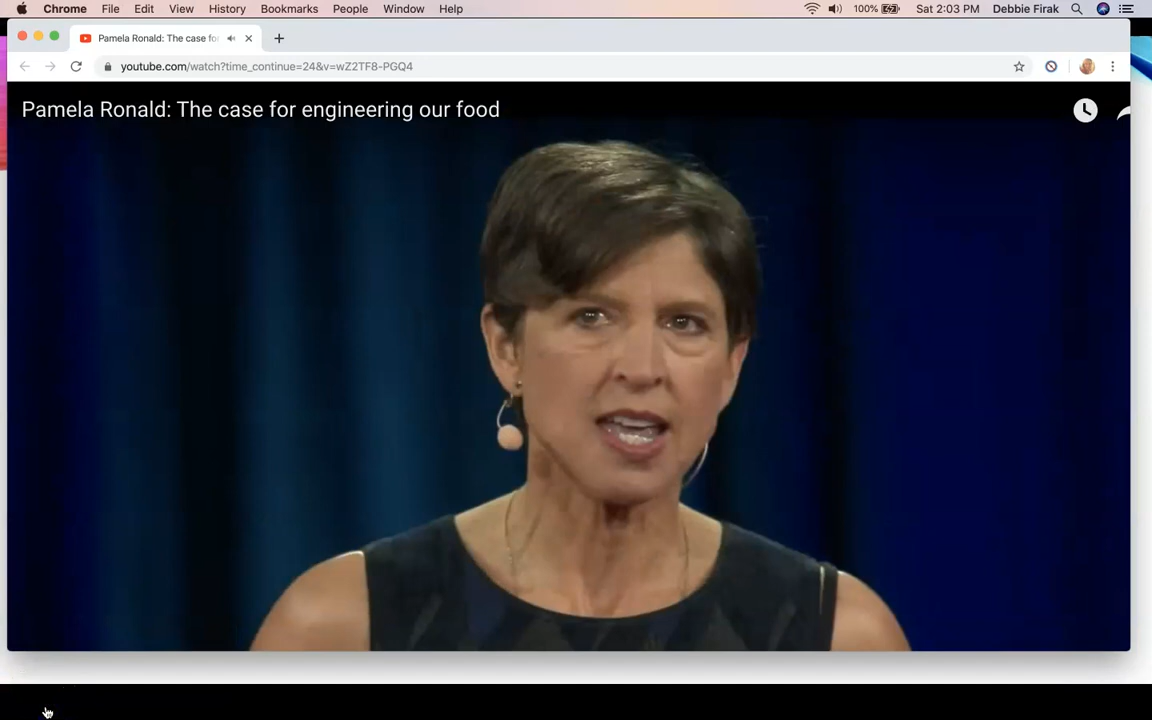 Chrome File Edit View History Bookmarks People Window Help 100% Sat 2:03 PM Debbie Firak
Pamela Ronald: The case fo
youtube.com/watch?time_continue=24&v=wZ2TF8-PGQ4
Pamela Ronald: The case for engineering our food